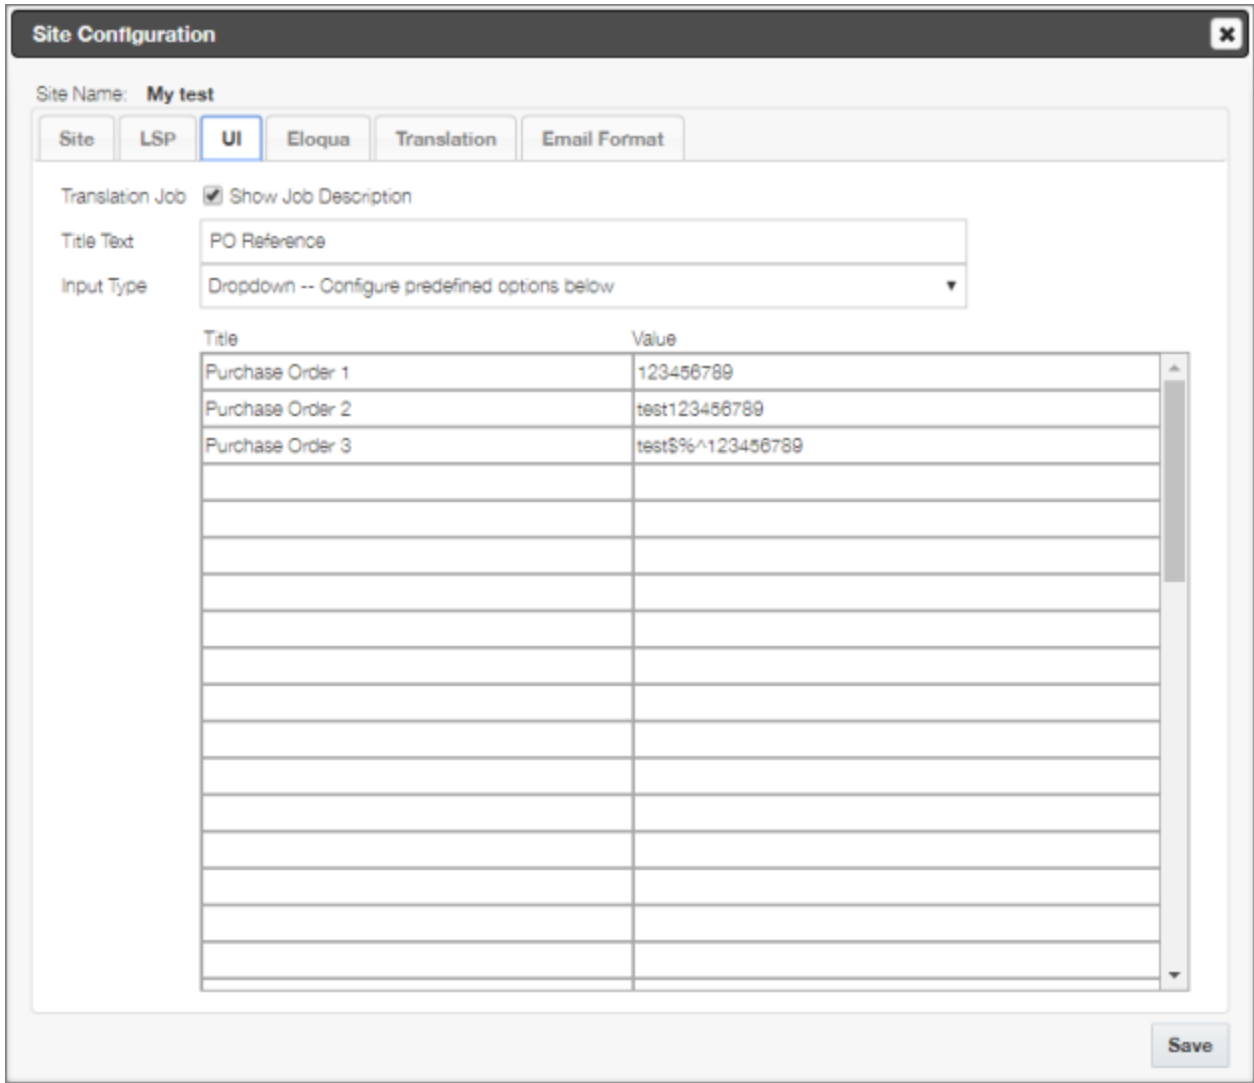 Site Configuration
Site Name: My test
Site LSP UI Eloqua Translation Email Format
Translation Job Show Job Description
Title Text PO Reference
Input Type Dropdown -- Configure predefined options below
Title Value
Purchase Order 1 123456789
Purchase Order 2 test123456789
Purchase Order 3 test$%^123456789
Save